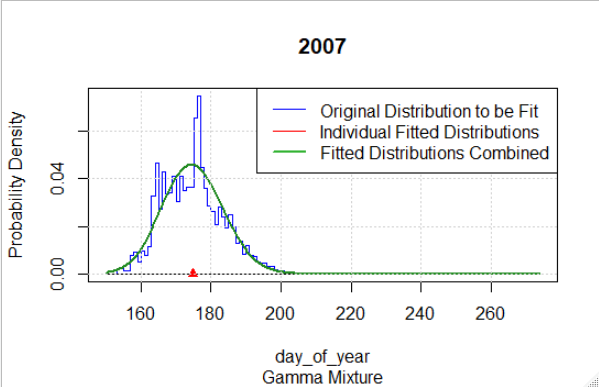 2007
Original Distribution to be Fit
Individual Fitted Distributions
Fitted Distributions Combined
Probability Density
0.04
0.00
160 180 200 220 240 260
day_of_year
Gamma Mixture